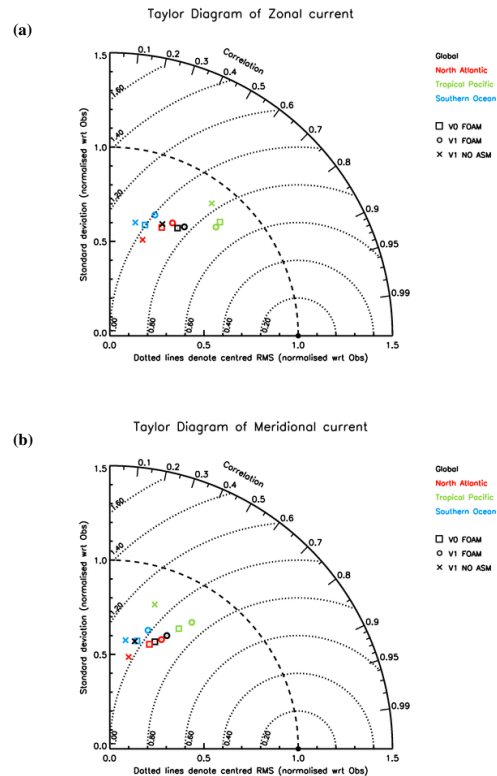 Taylor Diagram of Zonal current
(a)
0.1 0.2 0.3 0.4 0.5 0.6 0.7 0.8 0.9 0.95 0.99
Correlation
1.5
1.0
0.5
0.0
Standard deviation (normalised wrt Obs)
1.60
1.40
1.20
1.00 0.80 0.60 0.40 0.20
0.0 0.5 1.0 1.5
Dotted lines denote centred RMS (normalised wrt Obs)
Global
North Atlantic
Tropical Pacific
Southern Ocean
V0 FOAM
V1 FOAM
V1 NO ASM
Taylor Diagram of Meridional current
(b)
0.1 0.2 0.3 0.4 0.5 0.6 0.7 0.8 0.9 0.95 0.99
Correlation
1.5
1.0
0.5
0.0
Standard deviation (normalised wrt Obs)
1.60
1.40
1.20
1.00 0.80 0.60 0.40 0.20
0.0 0.5 1.0 1.5
Dotted lines denote centred RMS (normalised wrt Obs)
Global
North Atlantic
Tropical Pacific
Southern Ocean
V0 FOAM
V1 FOAM
V1 NO ASM